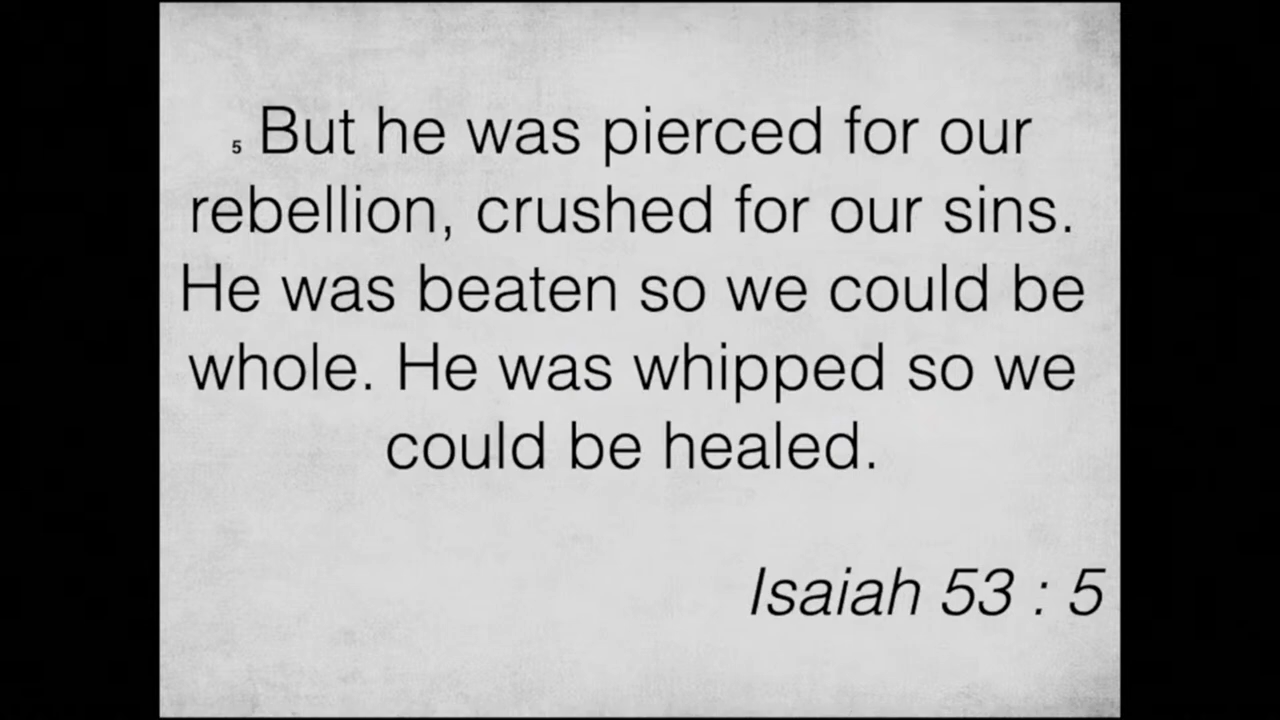 5 But he was pierced for our
rebellion, crushed for our sins.
He was beaten so we could be
whole. He was whipped so we
could be healed.
Isaiah 53 : 5